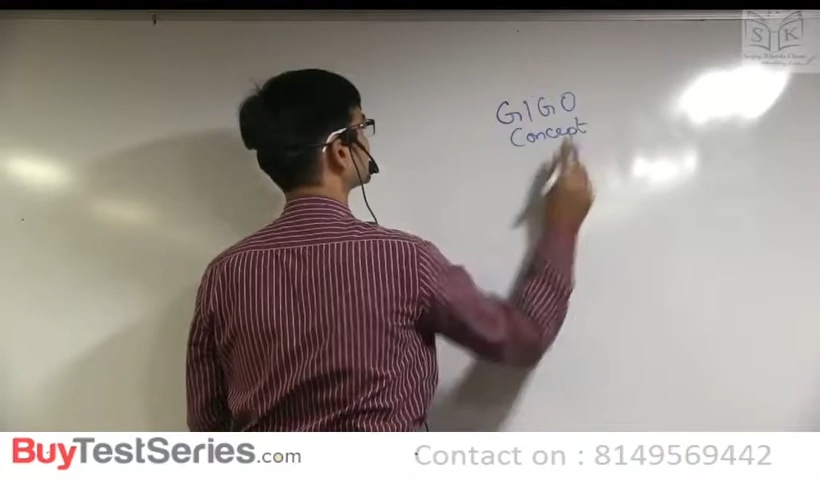 S K
GIGO
Concept
BuyTestSeries.com
Contact on : 8149569442